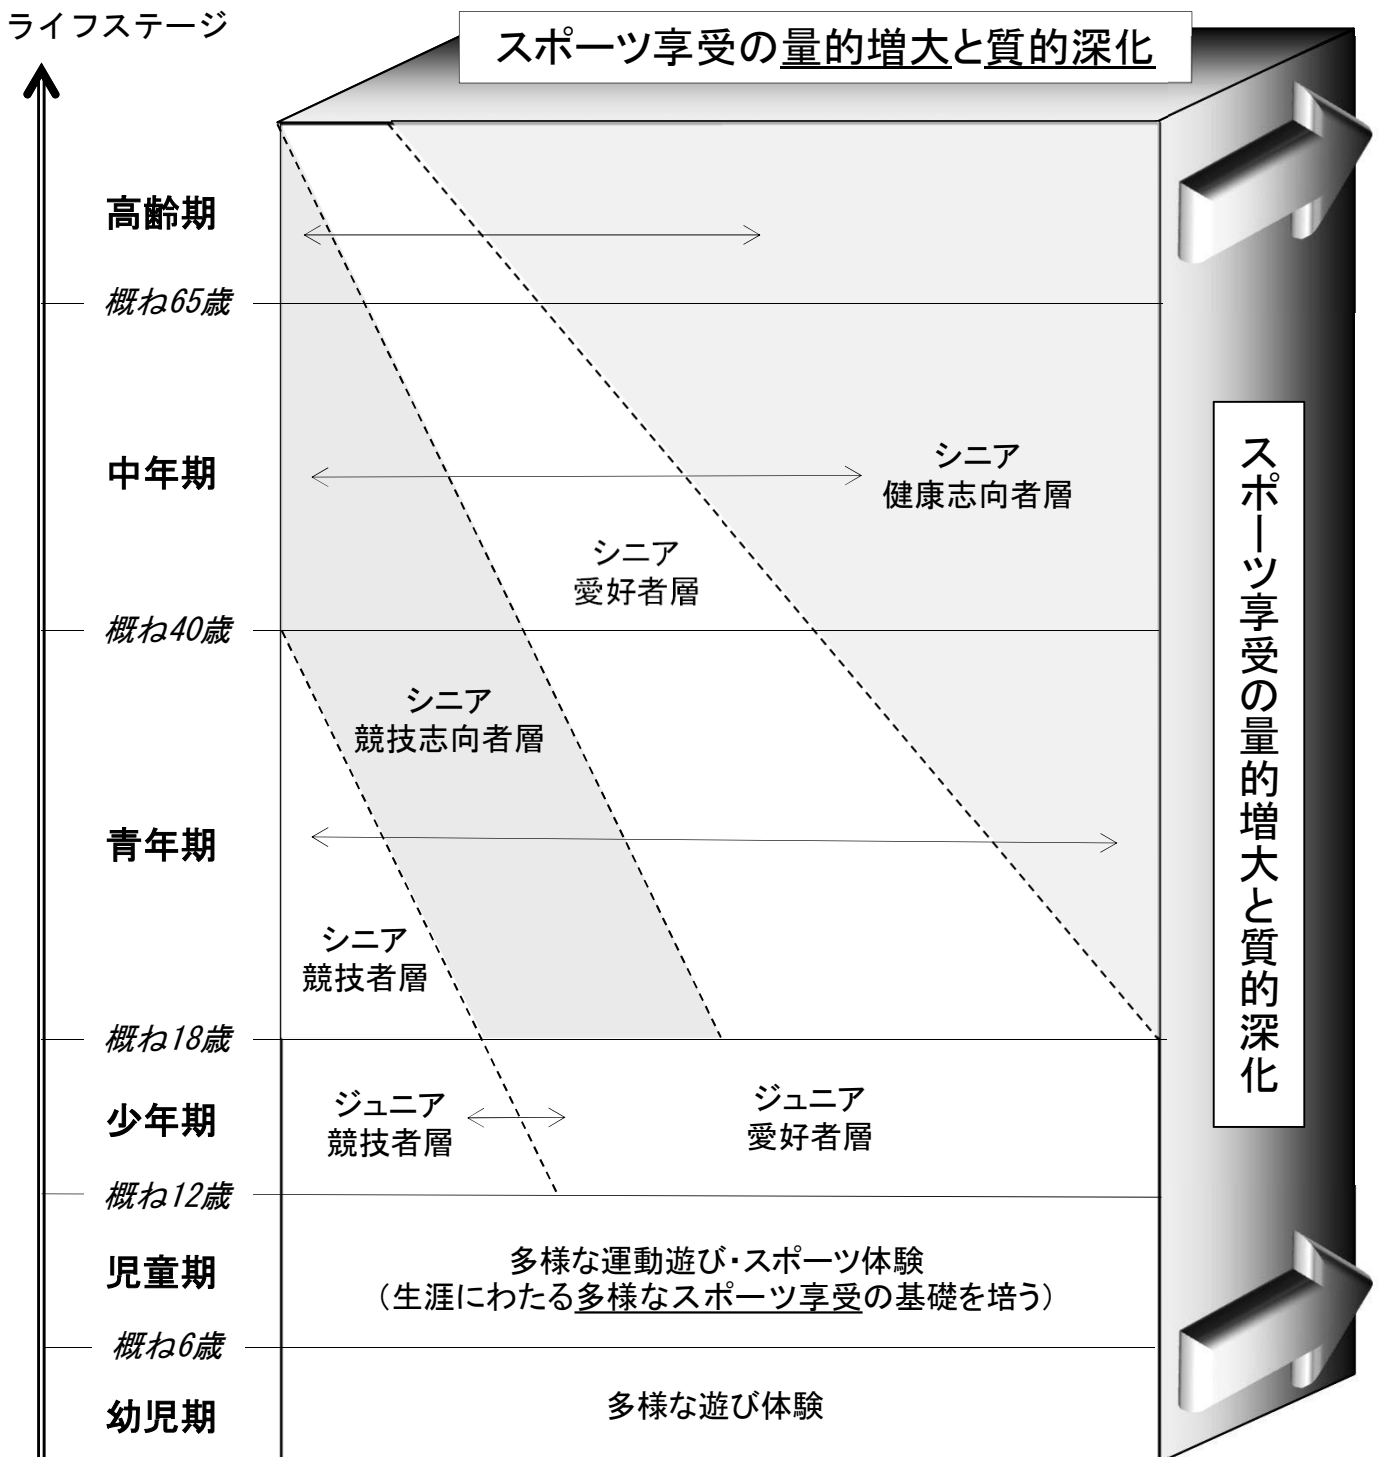 ライフステージ
スポーツ享受の量的増大と質的深化
高齢期
概ね65歳
中年期
シニア
健康志向者層
シニア
愛好者層
概ね40歳
シニア
競技志向者層
青年期
シニア
競技者層
概ね18歳
少年期
ジュニア
競技者層
ジュニア
愛好者層
概ね12歳
児童期
多様な運動遊び・スポーツ体験
（生涯にわたる多様なスポーツ享受の基礎を培う）
概ね6歳
幼児期
多様な遊び体験
スポーツ享受の量的増大と質的深化